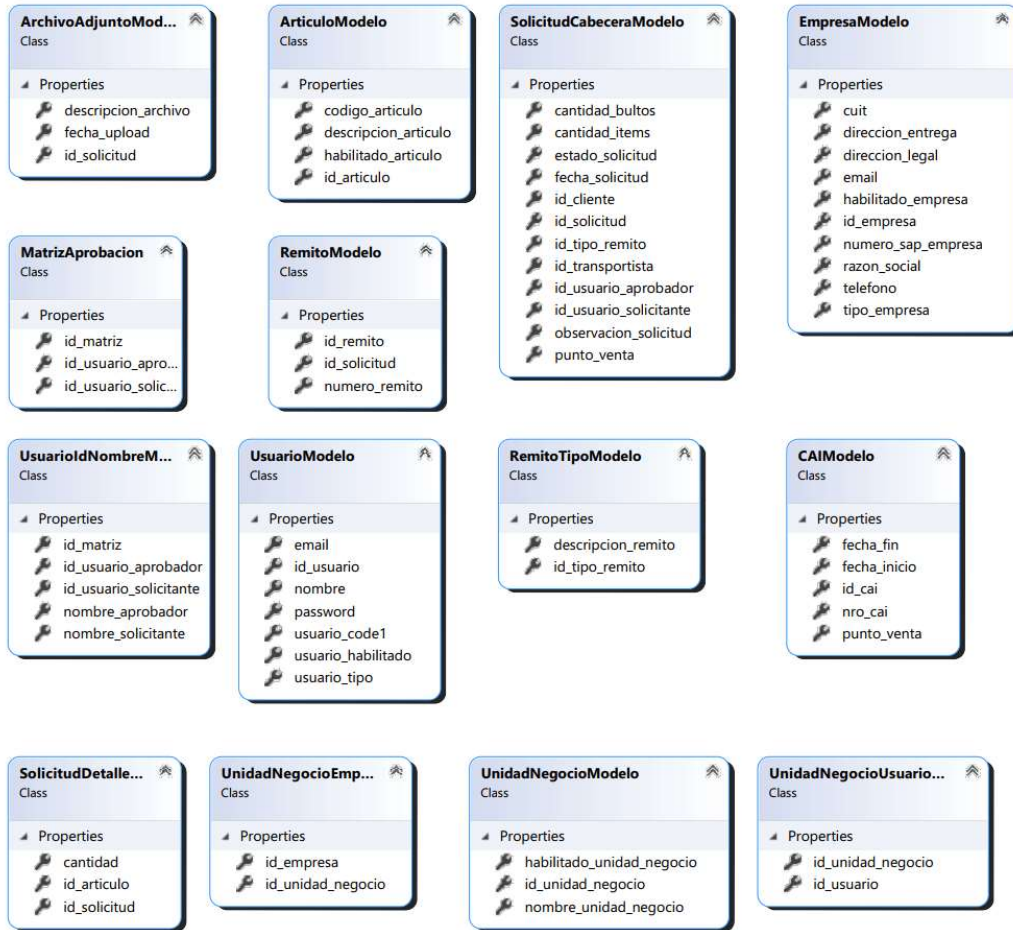 ArchivoAdjuntoMod...
Class
Properties
descripcion_archivo
fecha_upload
id_solicitud
ArticuloModelo
Class
Properties
codigo_articulo
descripcion_articulo
habilitado_articulo
id_articulo
SolicitudCabeceraModelo
Class
Properties
cantidad_bultos
cantidad_items
estado_solicitud
fecha_solicitud
id_cliente
id_solicitud
id_tipo_remito
id_transportista
id_usuario_aprobador
id_usuario_solicitante
observacion_solicitud
punto_venta
EmpresaModelo
Class
Properties
cuit
direccion_entrega
direccion_legal
email
habilitado_empresa
id_empresa
numero_sap_empresa
razon_social
telefono
tipo_empresa
MatrizAprobacion
Class
Properties
id_matriz
id_usuario_apro...
id_usuario_solic...
RemitoModelo
Class
Properties
id_remito
id_solicitud
numero_remito
UsuarioIdNombreM...
Class
Properties
id_matriz
id_usuario_aprobador
id_usuario_solicitante
nombre_aprobador
nombre_solicitante
UsuarioModelo
Class
Properties
email
id_usuario
nombre
password
usuario_code1
usuario_habilitado
usuario_tipo
RemitoTipoModelo
Class
Properties
descripcion_remito
id_tipo_remito
CAIModelo
Class
Properties
fecha_fin
fecha_inicio
id_cai
nro_cai
punto_venta
SolicitudDetalle...
Class
Properties
cantidad
id_articulo
id_solicitud
UnidadNegocioEmp...
Class
Properties
id_empresa
id_unidad_negocio
UnidadNegocioModelo
Class
Properties
habilitado_unidad_negocio
id_unidad_negocio
nombre_unidad_negocio
UnidadNegocioUsuario...
Class
Properties
id_unidad_negocio
id_usuario